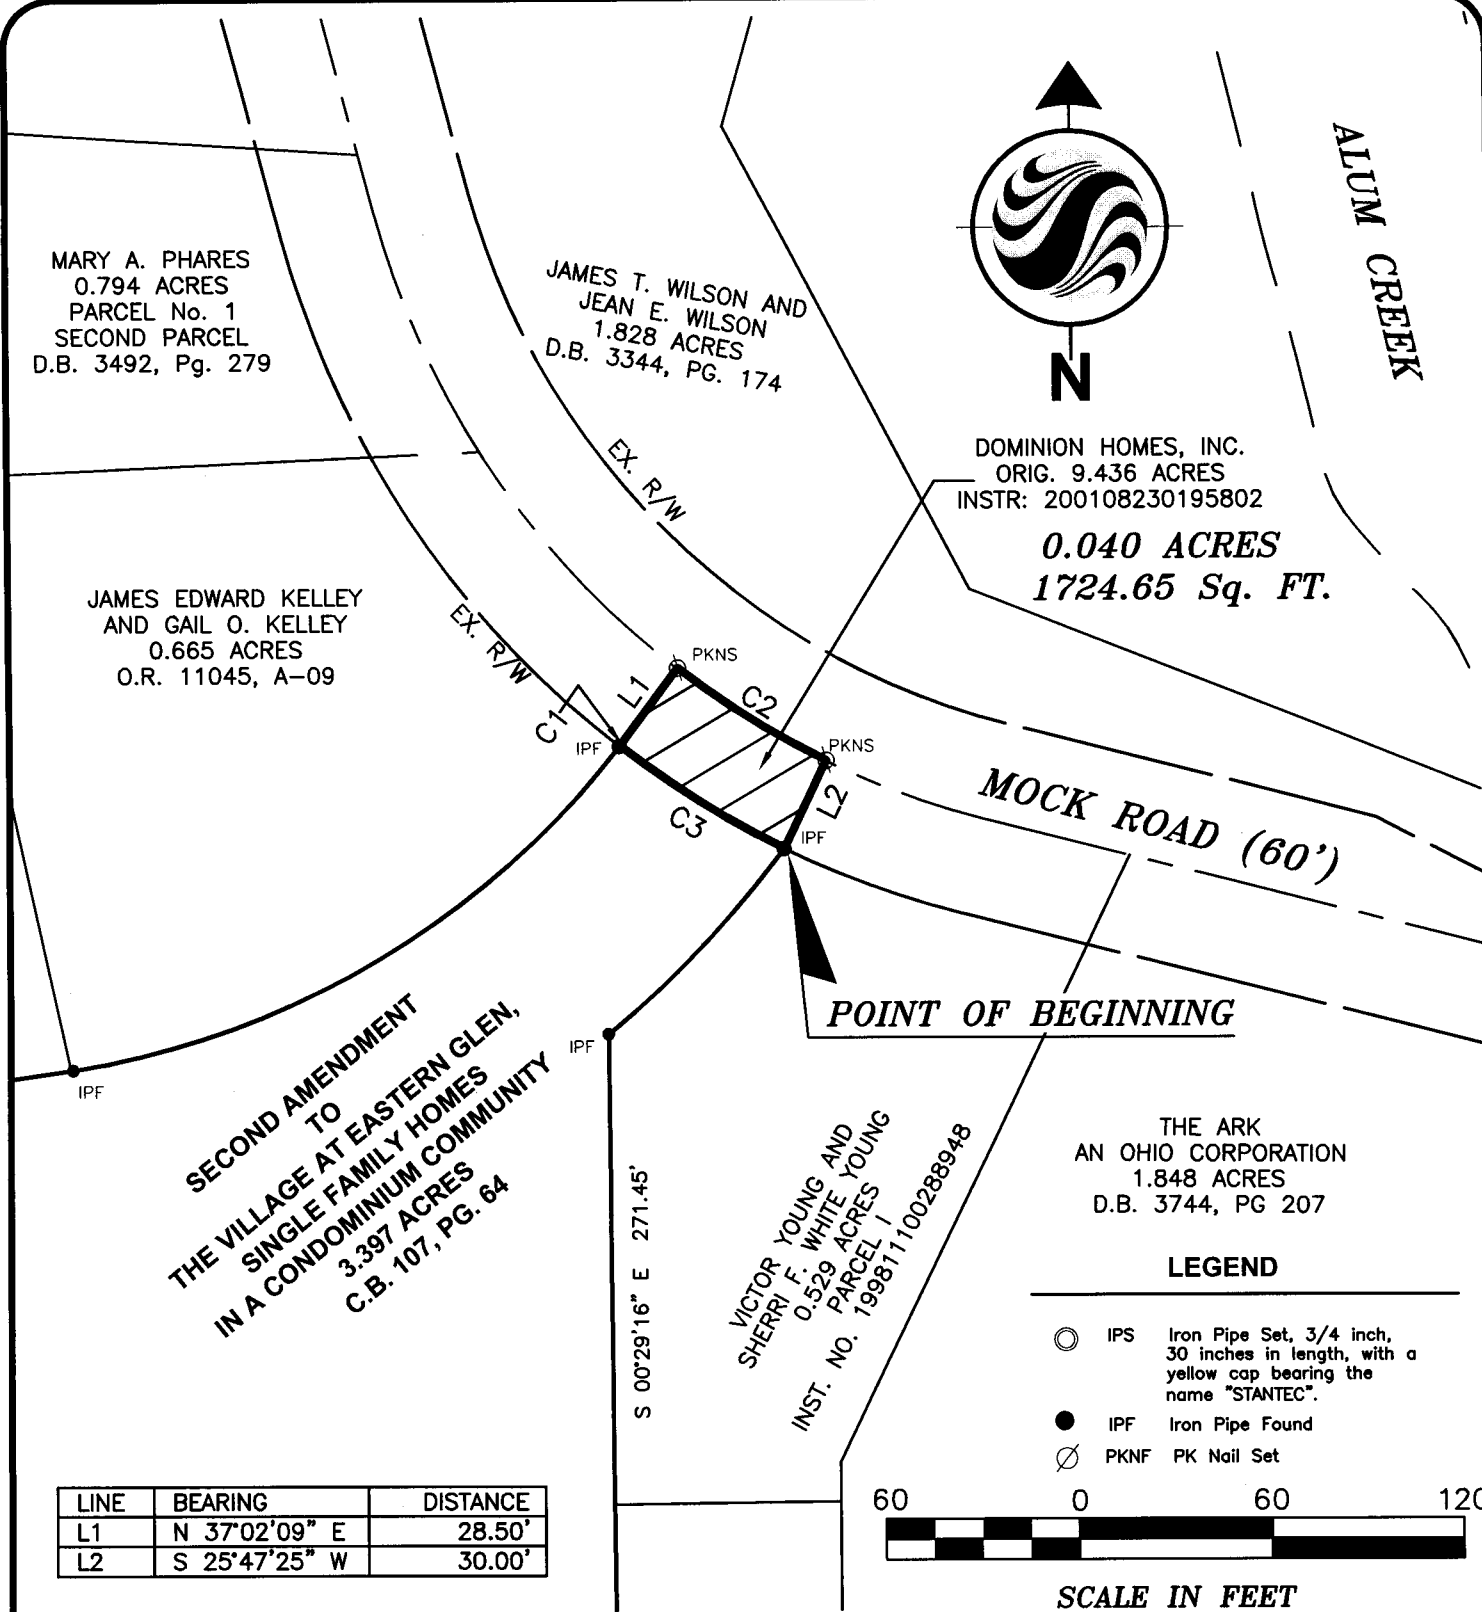 ALUM CREEK
MARY A. PHARES
0.794 ACRES
PARCEL No. 1
SECOND PARCEL
D.B. 3492, Pg. 279
JAMES T. WILSON AND
JEAN E. WILSON
1.828 ACRES
D.B. 3344, PG. 174
N
DOMINION HOMES, INC.
ORIG. 9.436 ACRES
INSTR: 200108230195802
0.040 ACRES
1724.65 Sq. FT.
EX. R/W
JAMES EDWARD KELLEY
AND GAIL O. KELLEY
0.665 ACRES
O.R. 11045, A-09
EX. R/W
PKNS
L1
C2
C1
IPF
PKNS
L2
C3
IPF
MOCK ROAD (60')
POINT OF BEGINNING
IPF
IPF
SECOND AMENDMENT
TO
THE VILLAGE AT EASTERN GLEN,
SINGLE FAMILY HOMES
IN A CONDOMINIUM COMMUNITY
3.397 ACRES
C.B. 107, PG. 64
S 00°29'16" E 271.45'
VICTOR YOUNG AND
SHERRI F. WHITE YOUNG
0.529 ACRES
PARCEL I
INST. NO. 199811100288948
THE ARK
AN OHIO CORPORATION
1.848 ACRES
D.B. 3744, PG 207
LEGEND
IPS Iron Pipe Set, 3/4 inch,
30 inches in length, with a
yellow cap bearing the
name "STANTEC".
IPF Iron Pipe Found
PKNF PK Nail Set
LINE BEARING DISTANCE
L1 N 37°02'09" E 28.50'
L2 S 25°47'25" W 30.00'
60 0 60 120
SCALE IN FEET